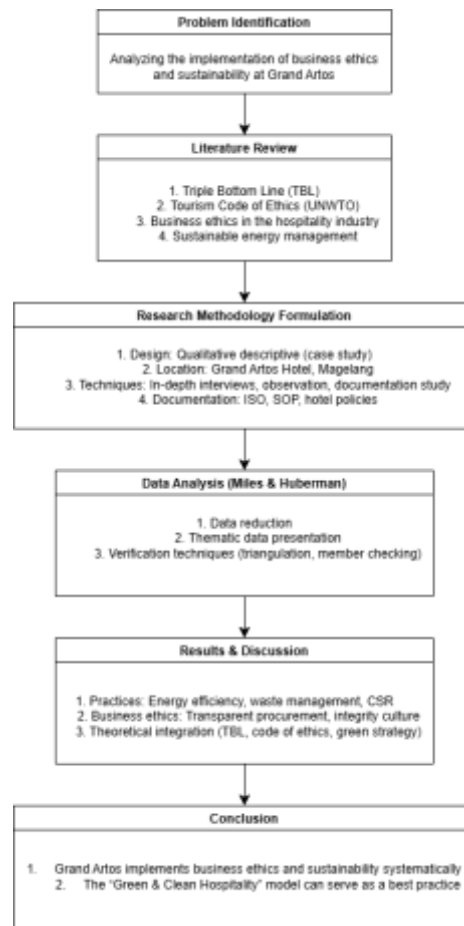 Problem Identification
Analyzing the implementation of business ethics
and sustainability at Grand Artos
Literature Review
1. Triple Bottom Line (TBL)
2. Tourism Code of Ethics (UNWTO)
3. Business ethics in the hospitality industry
4. Sustainable energy management
Research Methodology Formulation
1. Design: Qualitative descriptive (case study)
2. Location: Grand Artos Hotel, Magelang
3. Techniques: In-depth interviews, observation, documentation study
4. Documentation: ISO, SOP, hotel policies
Data Analysis (Miles & Huberman)
1. Data reduction
2. Thematic data presentation
3. Verification techniques (triangulation, member checking)
Results & Discussion
1. Practices: Energy efficiency, waste management, CSR
2. Business ethics: Transparent procurement, integrity culture
3. Theoretical integration (TBL, code of ethics, green strategy)
Conclusion
1. Grand Artos implements business ethics and sustainability systematically
2. The "Green & Clean Hospitality" model can serve as a best practice